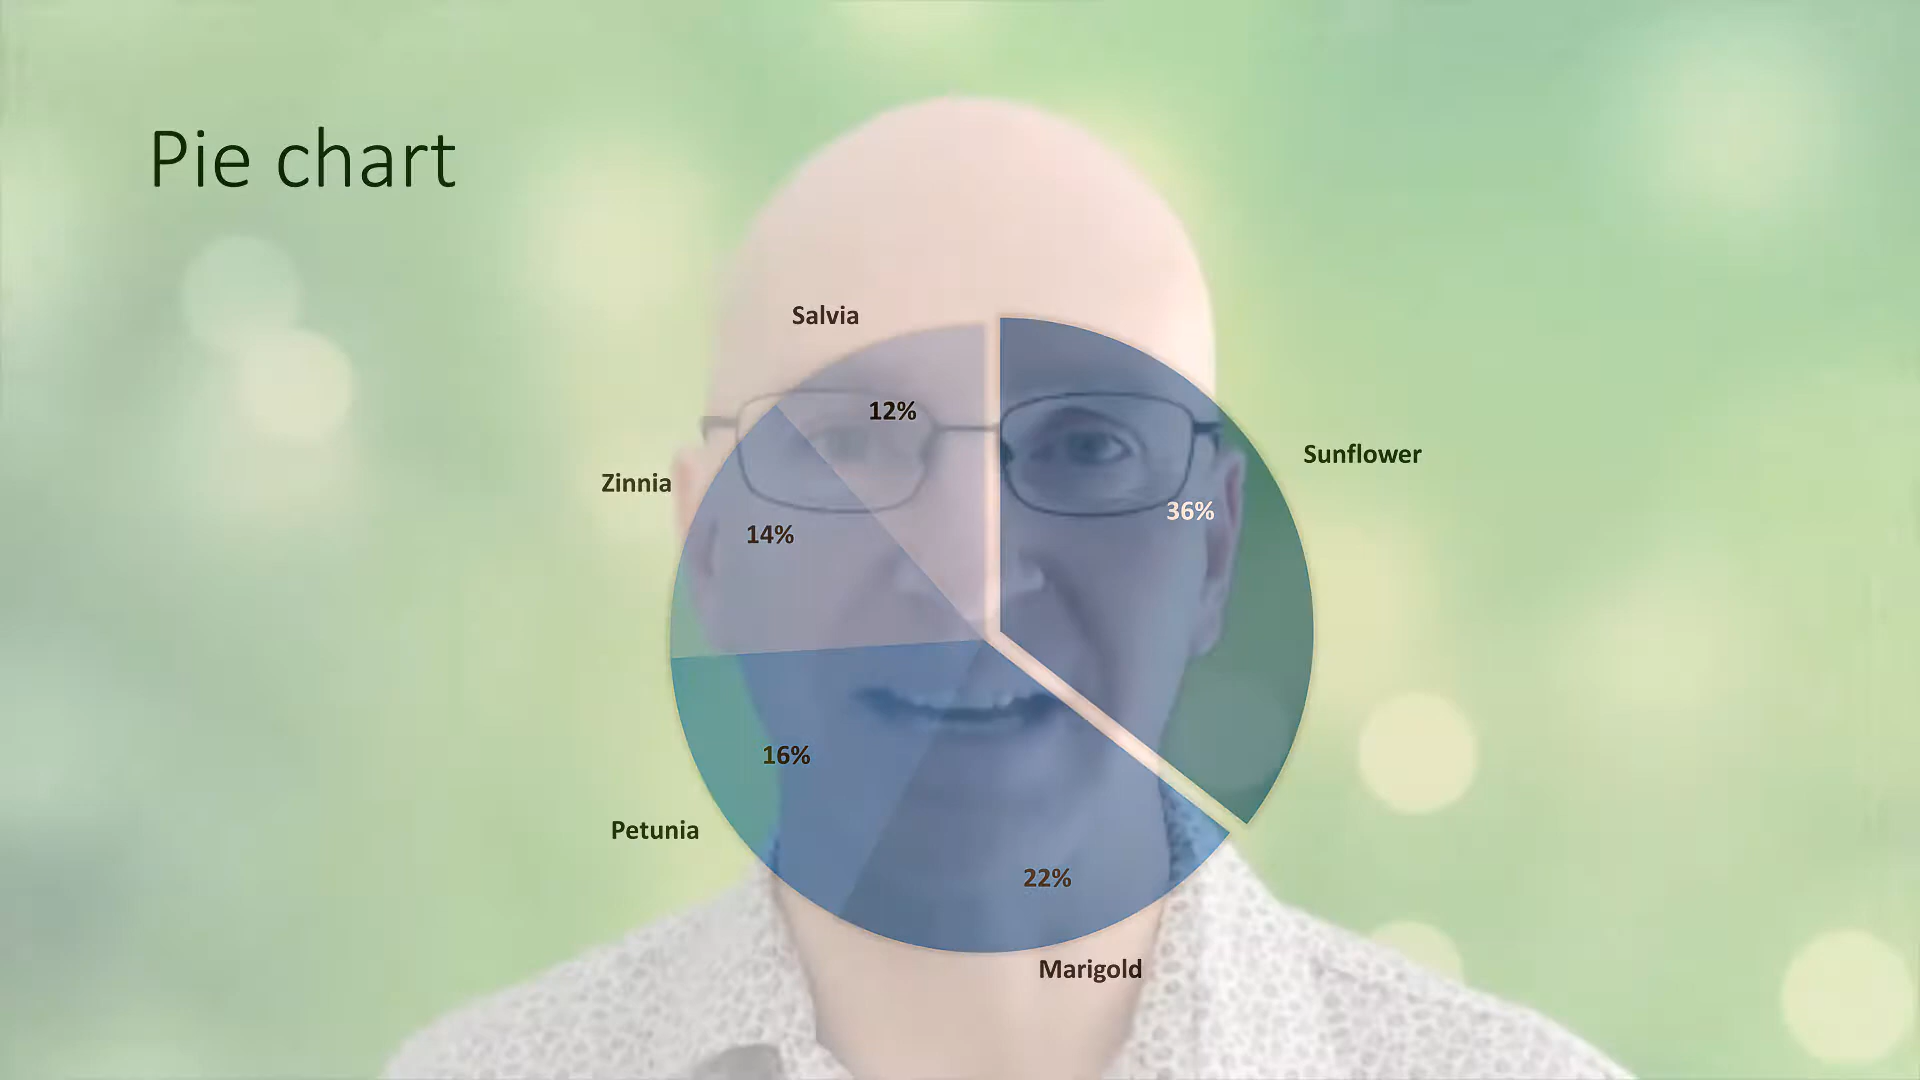 Pie chart
Salvia
12%
Sunflower
Zinnia
36%
14%
16%
Petunia
22%
Marigold